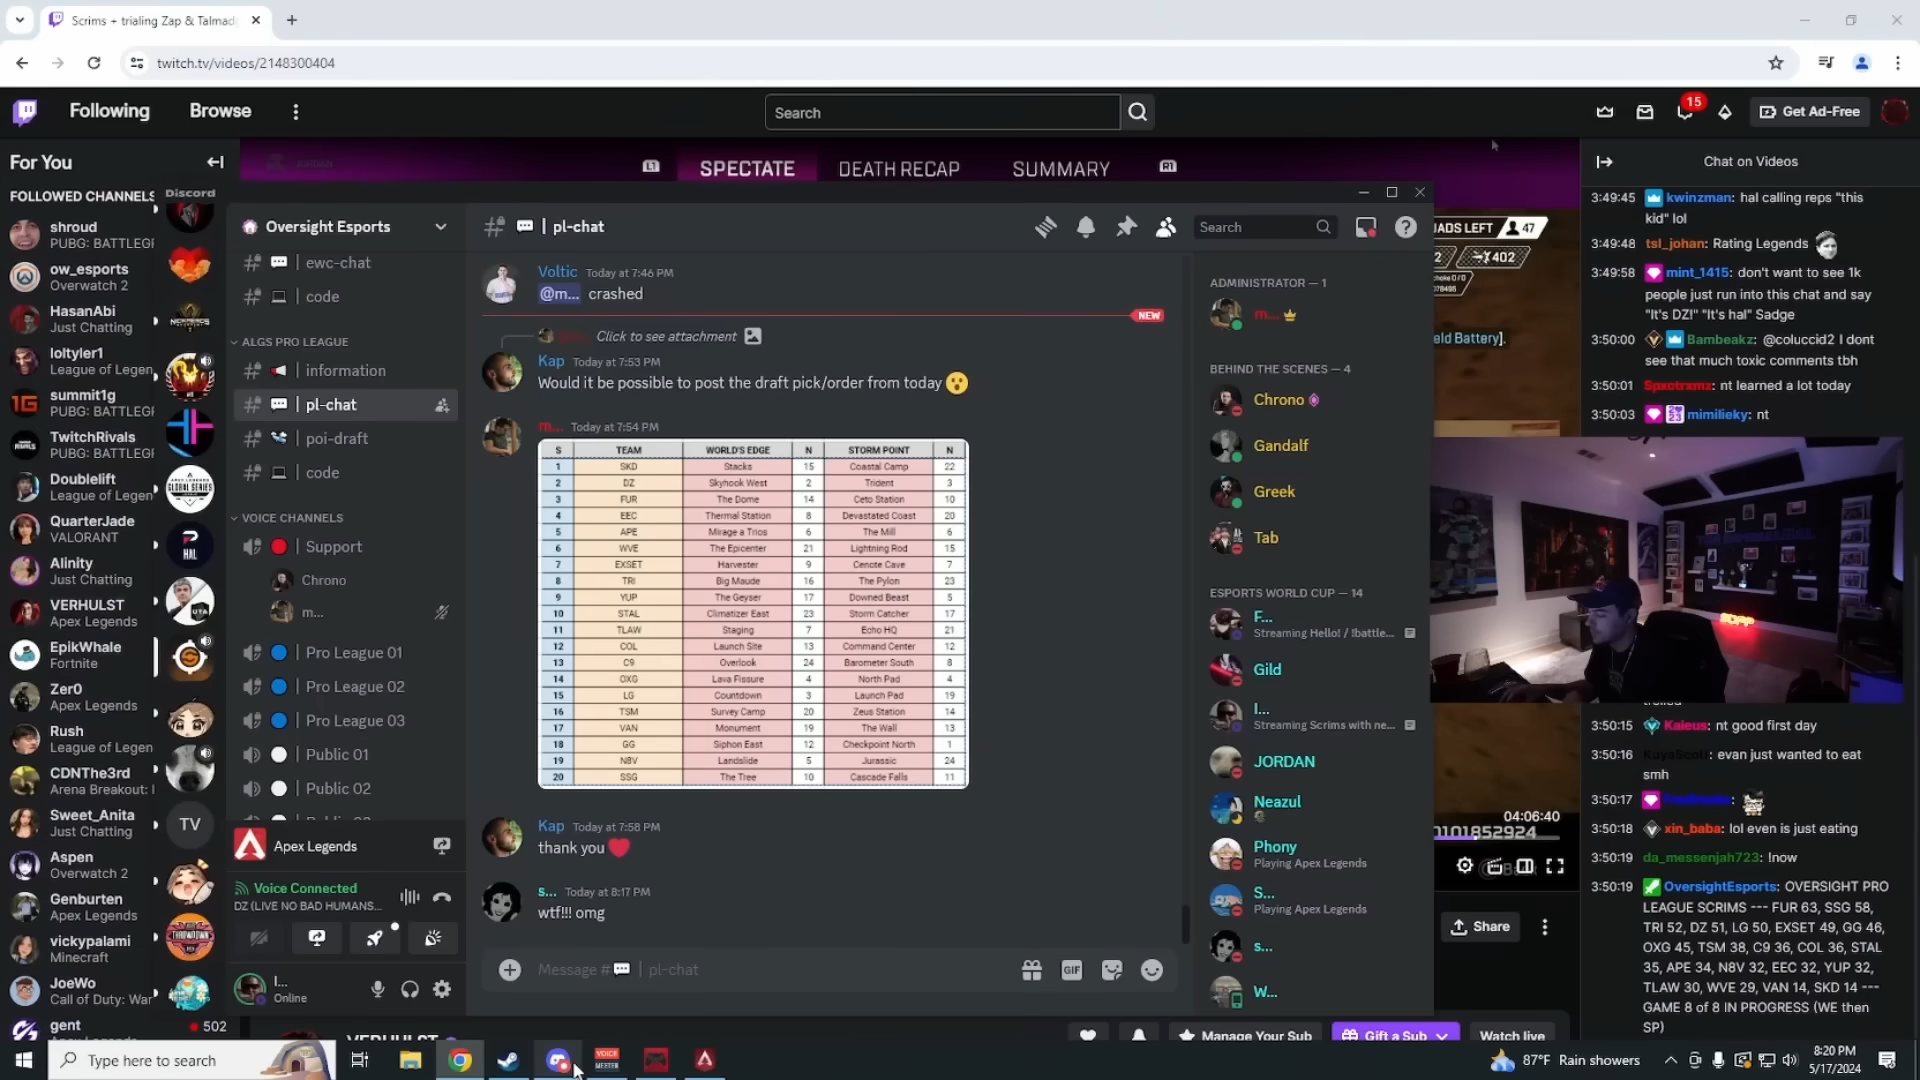 Scrims + trialing Zap & Talmad
twitch.tv/videos/2148300404
Following
Browse
Search
15
Get Ad-Free
For You
FOLLOWED CHANNELS
shroud
PUBG: BATTLEGI
ow_esports
Overwatch 2
HasanAbi
Just Chatting
loltyler1
League of Legen
summit1g
PUBG: BATTLEGI
TwitchRivals
PUBG: BATTLEGI
Doublelift
League of Legen
QuarterJade
VALORANT
Alinity
Just Chatting
VERHULST
Apex Legends
EpikWhale
Fortnite
Zer0
Apex Legends
Rush
League of Legen
CDNThe3rd
Arena Breakout: I
Sweet_Anita
Just Chatting
Aspen
Overwatch 2
Genburten
Apex Legends
vickypalami
Minecraft
JoeWo
Call of Duty: War
gent
502
Discord
TV
L1
SPECTATE
DEATH RECAP
SUMMARY
R1
Oversight Esports
ewc-chat
code
ALGS PRO LEAGUE
information
pl-chat
poi-draft
code
VOICE CHANNELS
| Support
Chrono
m...
| Pro League 01
| Pro League 02
| Pro League 03
| Public 01
| Public 02
Apex Legends
Voice Connected
DZ (LIVE NO BAD HUMANS...
I...
Online
| pl-chat
Search
Voltic Today at 7:46 PM
@m... crashed
NEW
Click to see attachment
Kap Today at 7:53 PM
Would it be possible to post the draft pick/order from today 😮
m... Today at 7:54 PM
S TEAM WORLD'S EDGE N STORM POINT N
1 SKD Stacks 15 Coastal Camp 22
2 DZ Skyhook West 2 Trident 3
3 FUR The Dome 14 Ceto Station 10
4 EEC Thermal Station 8 Devastated Coast 20
5 APE Mirage a Trios 6 The Mill 6
6 WVE The Epicenter 21 Lightning Rod 15
7 EXSET Harvester 9 Cenote Cave 7
8 TRI Big Maude 16 The Pylon 23
9 YUP The Geyser 17 Downed Beast 5
10 STAL Climatizer East 23 Storm Catcher 17
11 TLAW Staging 7 Echo HQ 21
12 COL Launch Site 13 Command Center 12
13 C9 Overlook 24 Barometer South 8
14 OXG Lava Fissure 4 North Pad 4
15 LG Countdown 3 Launch Pad 19
16 TSM Survey Camp 20 Zeus Station 14
17 VAN Monument 19 The Wall 13
18 GG Siphon East 12 Checkpoint North 1
19 N8V Landslide 5 Jurassic 24
20 SSG The Tree 10 Cascade Falls 11
Kap Today at 7:58 PM
thank you ❤
s... Today at 8:17 PM
wtf!!! omg
Message # | pl-chat
GIF
ADMINISTRATOR — 1
m...
BEHIND THE SCENES — 4
Chrono
Gandalf
Greek
Tab
ESPORTS WORLD CUP — 14
F...
Streaming Hello! / !battle...
Gild
I...
Streaming Scrims with ne...
JORDAN
Neazul
Phony
Playing Apex Legends
S...
Playing Apex Legends
s...
W...
ADS LEFT 47
402
eld Battery].
04:06:40
0101852924
Share
Manage Your Sub
Gift a Sub
Watch live
Chat on Videos
3:49:45 kwinzman: hal calling reps "this
kid" lol
3:49:48 tsl_johan: Rating Legends
3:49:58 mint_1415: don't want to see 1k
people just run into this chat and say
"It's DZ!" "It's hal" Sadge
3:50:00 Bambeakz: @coluccid2 I dont
see that much toxic comments tbh
3:50:01 Spxctrxmz: nt learned a lot today
3:50:03 mimilieky: nt
3:50:15 Kaieus: nt good first day
3:50:16 KuyaScott: evan just wanted to eat
smh
3:50:17
3:50:18 xin_baba: lol even is just eating
3:50:19 da_messenjah723: !now
3:50:19 OversightEsports: OVERSIGHT PRO
LEAGUE SCRIMS --- FUR 63, SSG 58,
TRI 52, DZ 51, LG 50, EXSET 49, GG 46,
OXG 45, TSM 38, C9 36, COL 36, STAL
35, APE 34, N8V 32, EEC 32, YUP 32,
TLAW 30, WVE 29, VAN 14, SKD 14 ---
GAME 8 of 8 IN PROGRESS (WE then
SP)
Type here to search
VOICE
MEETER
87°F Rain showers
8:20 PM
5/17/2024